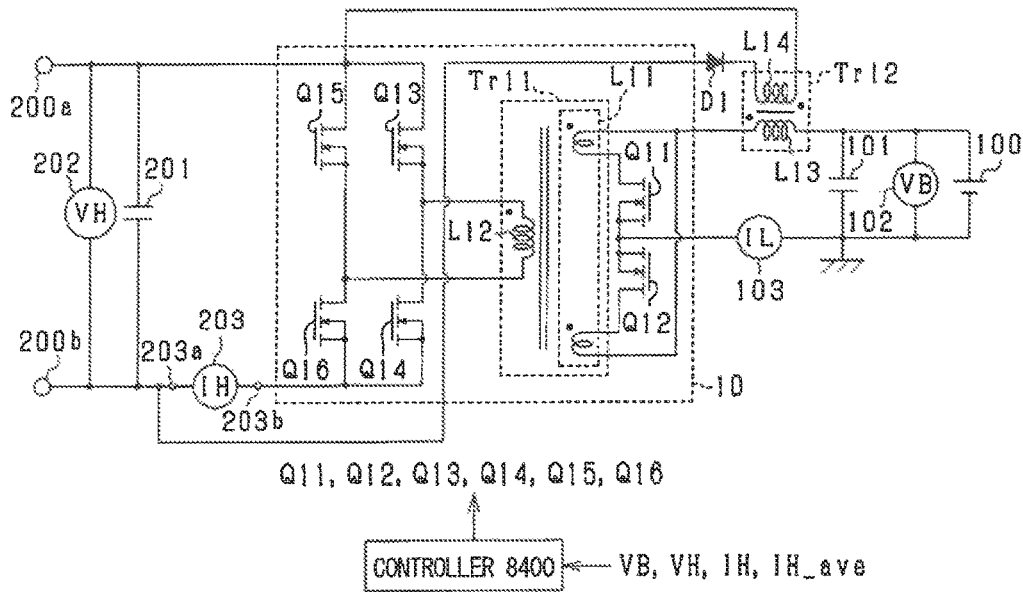 L14
Tr12
200a
Q15
Q13
Tr11
L11
D1
202
201
Q11
101
100
L13
VH
VB
L12
102
IL
103
Q12
200b
203a
203
Q16
Q14
IH
10
203b
Q11, Q12, Q13, Q14, Q15, Q16
CONTROLLER 8400
VB, VH, IH, IH_ave